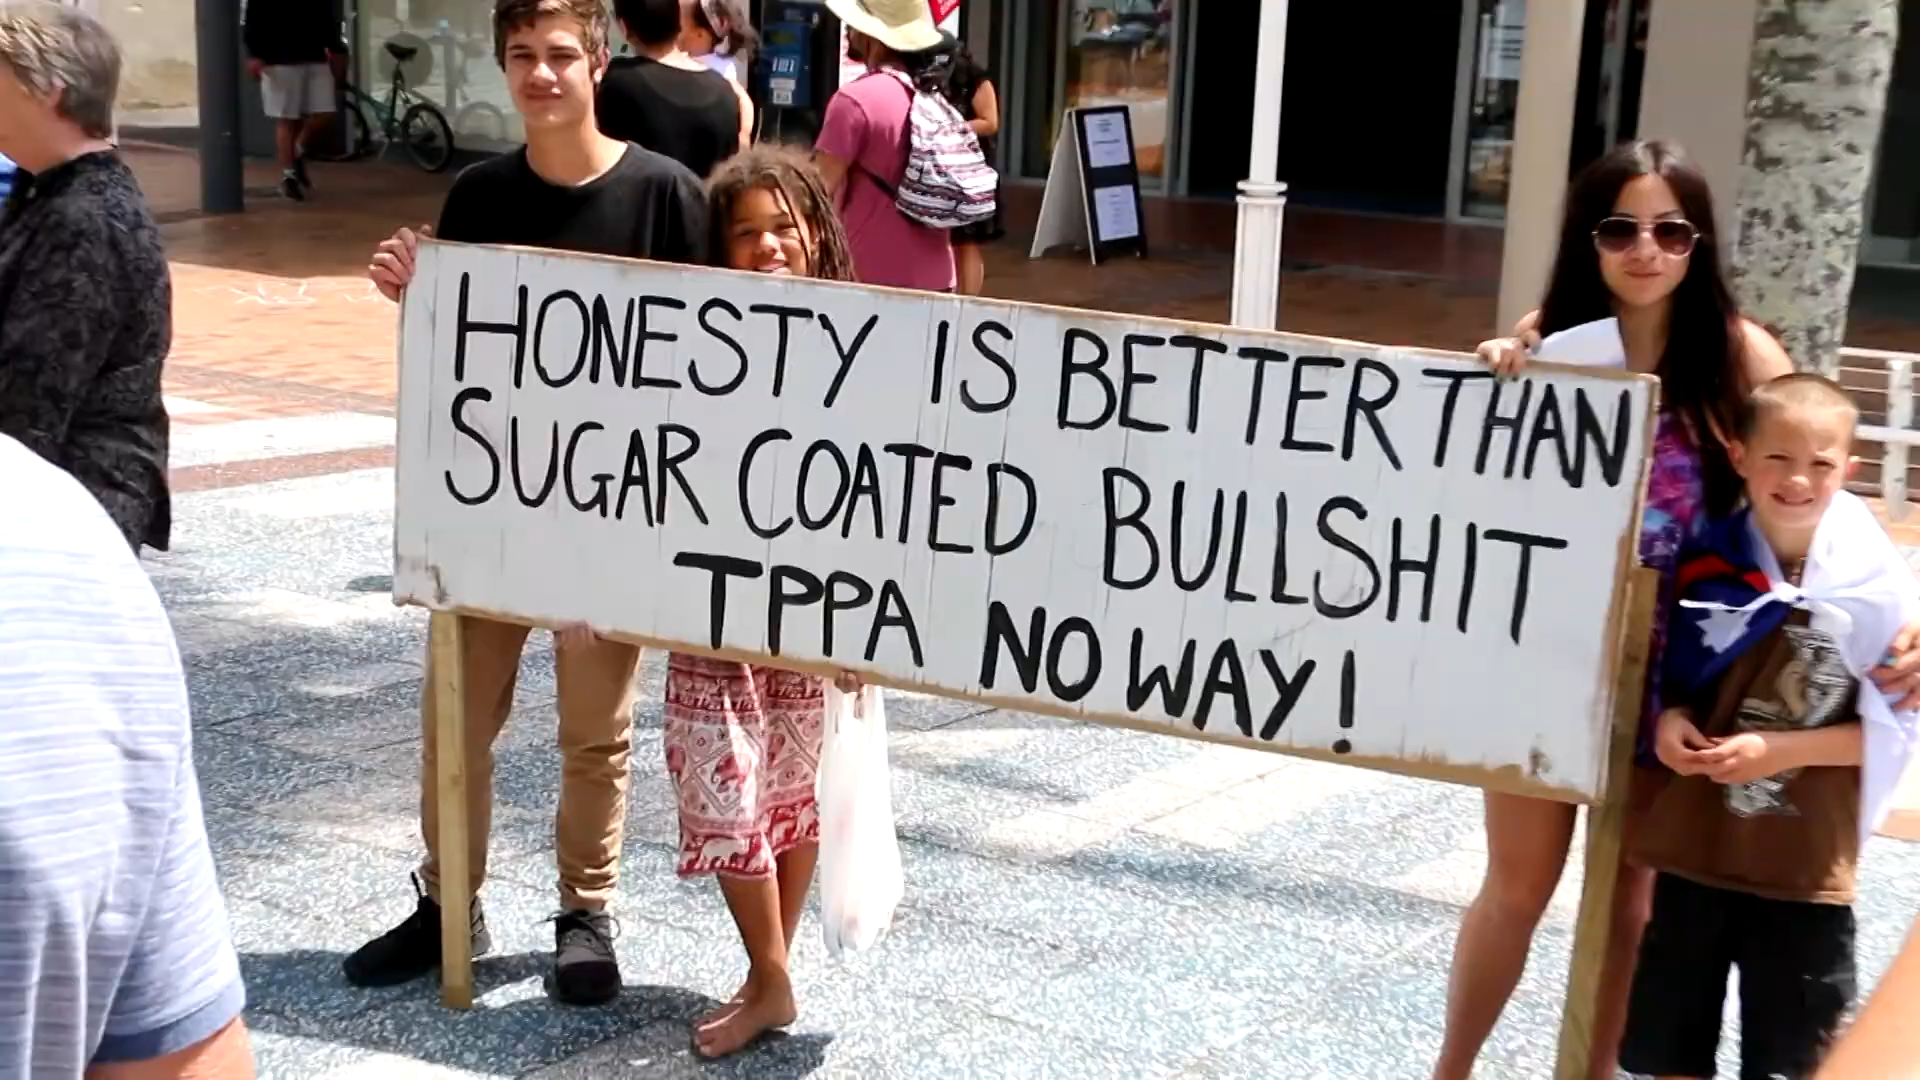 HONESTY IS BETTER THAN
SUGAR COATED BULLSHIT
TPPA NO WAY!